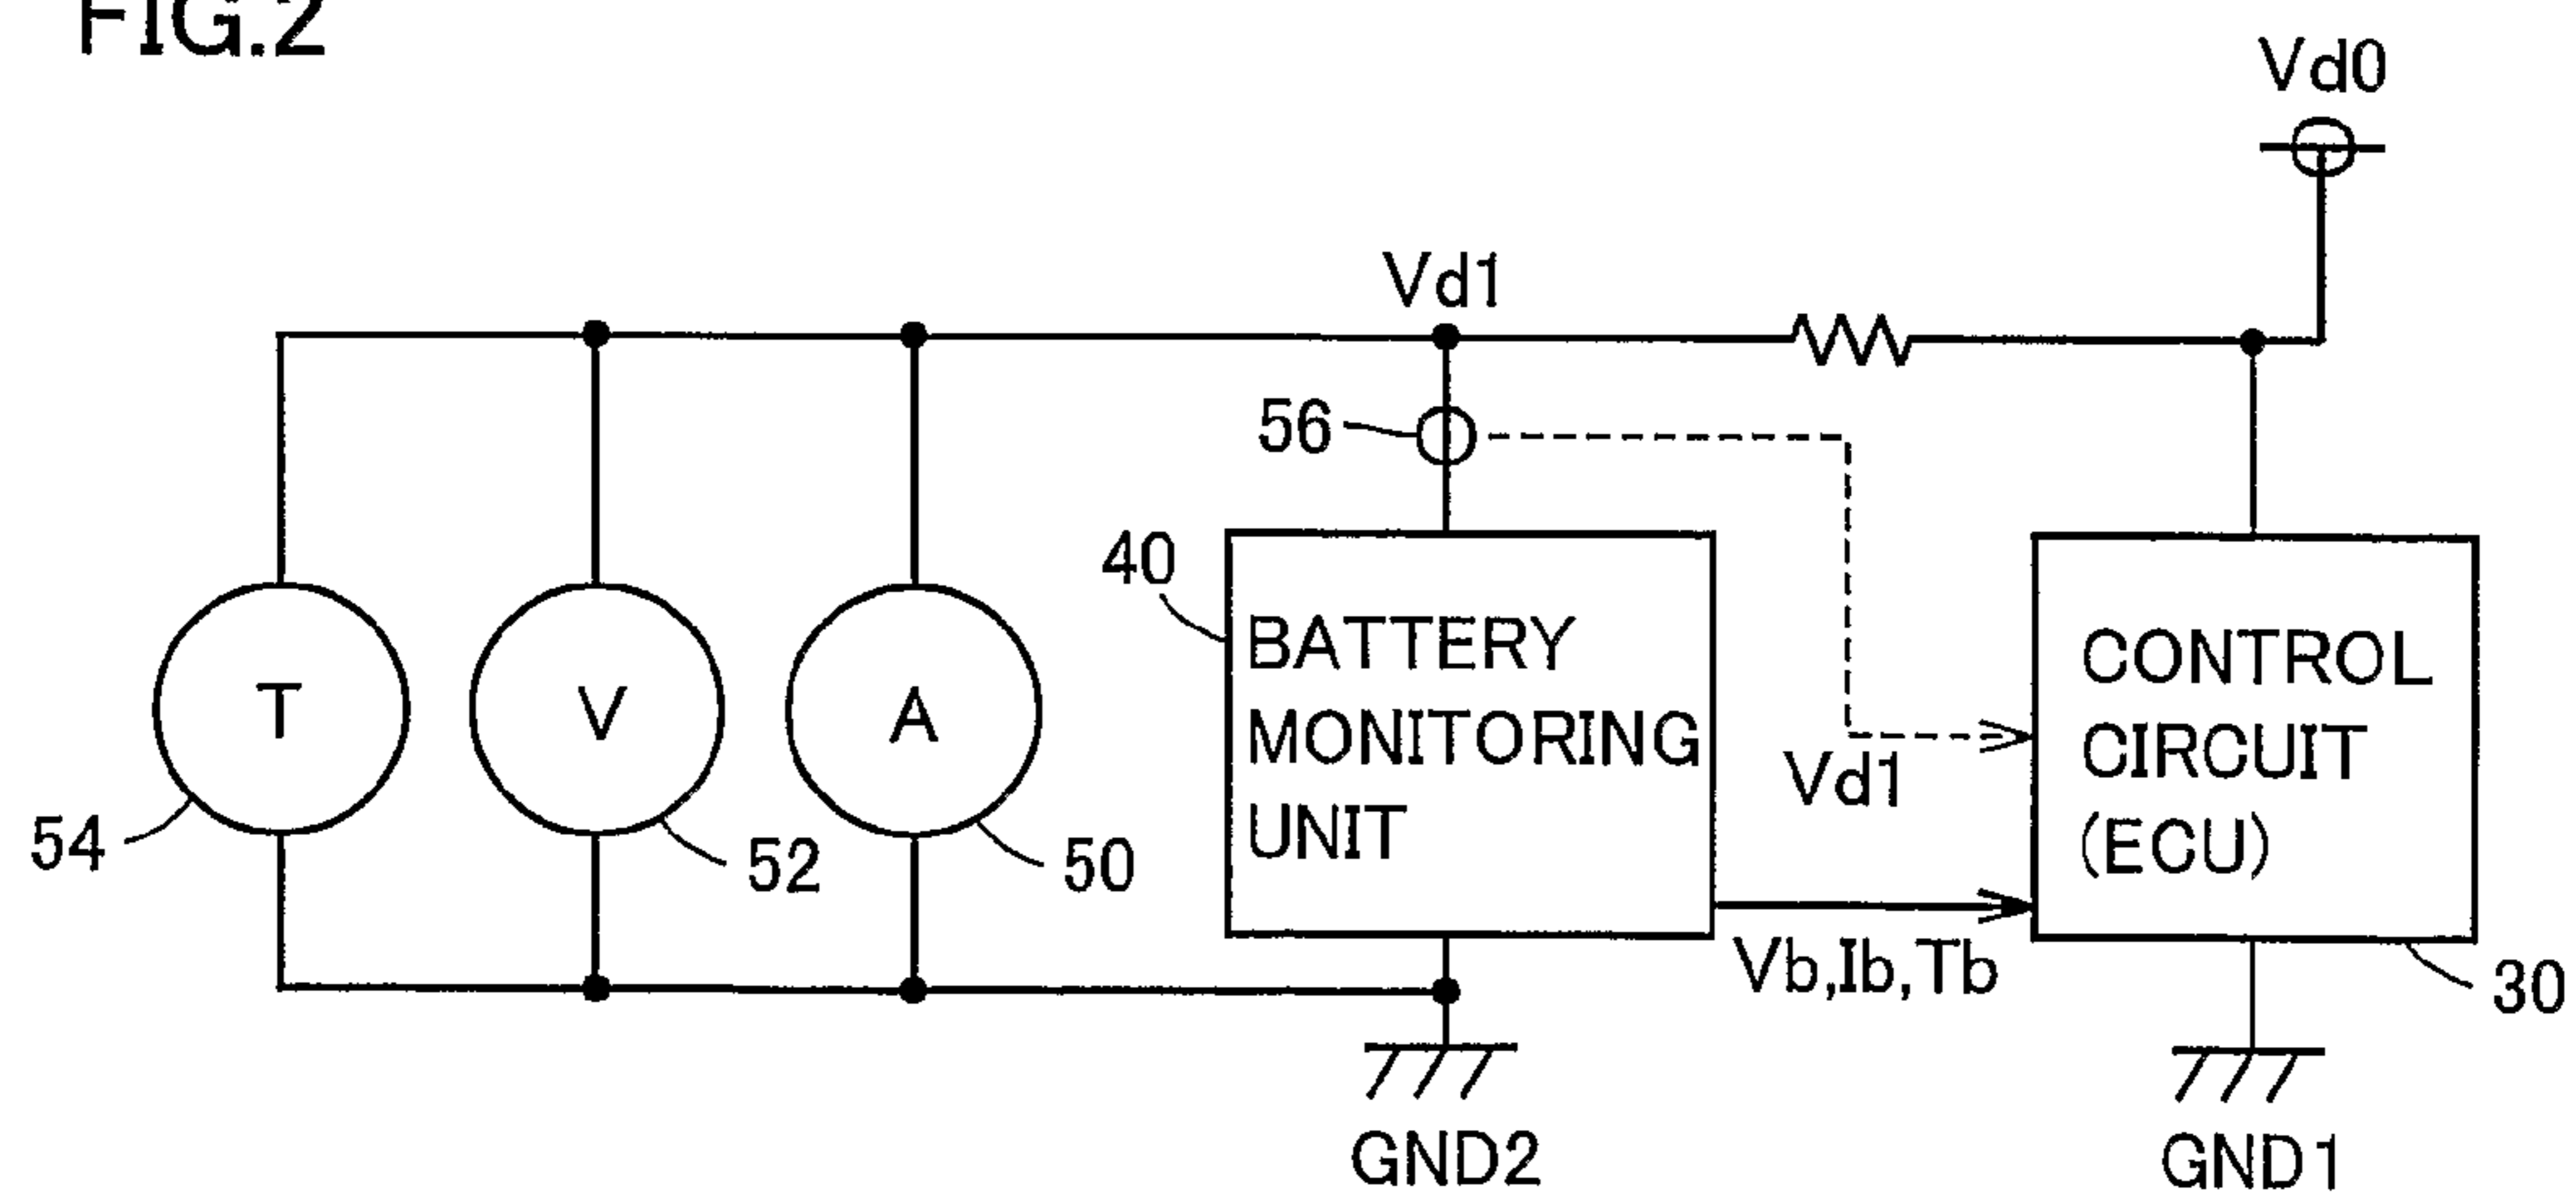 FIG.2
Vd0
Vd1
56
40
BATTERY
MONITORING
UNIT
CONTROL
CIRCUIT
(ECU)
T
V
A
Vd1
54
52
50
Vb,Ib,Tb
30
GND2
GND1